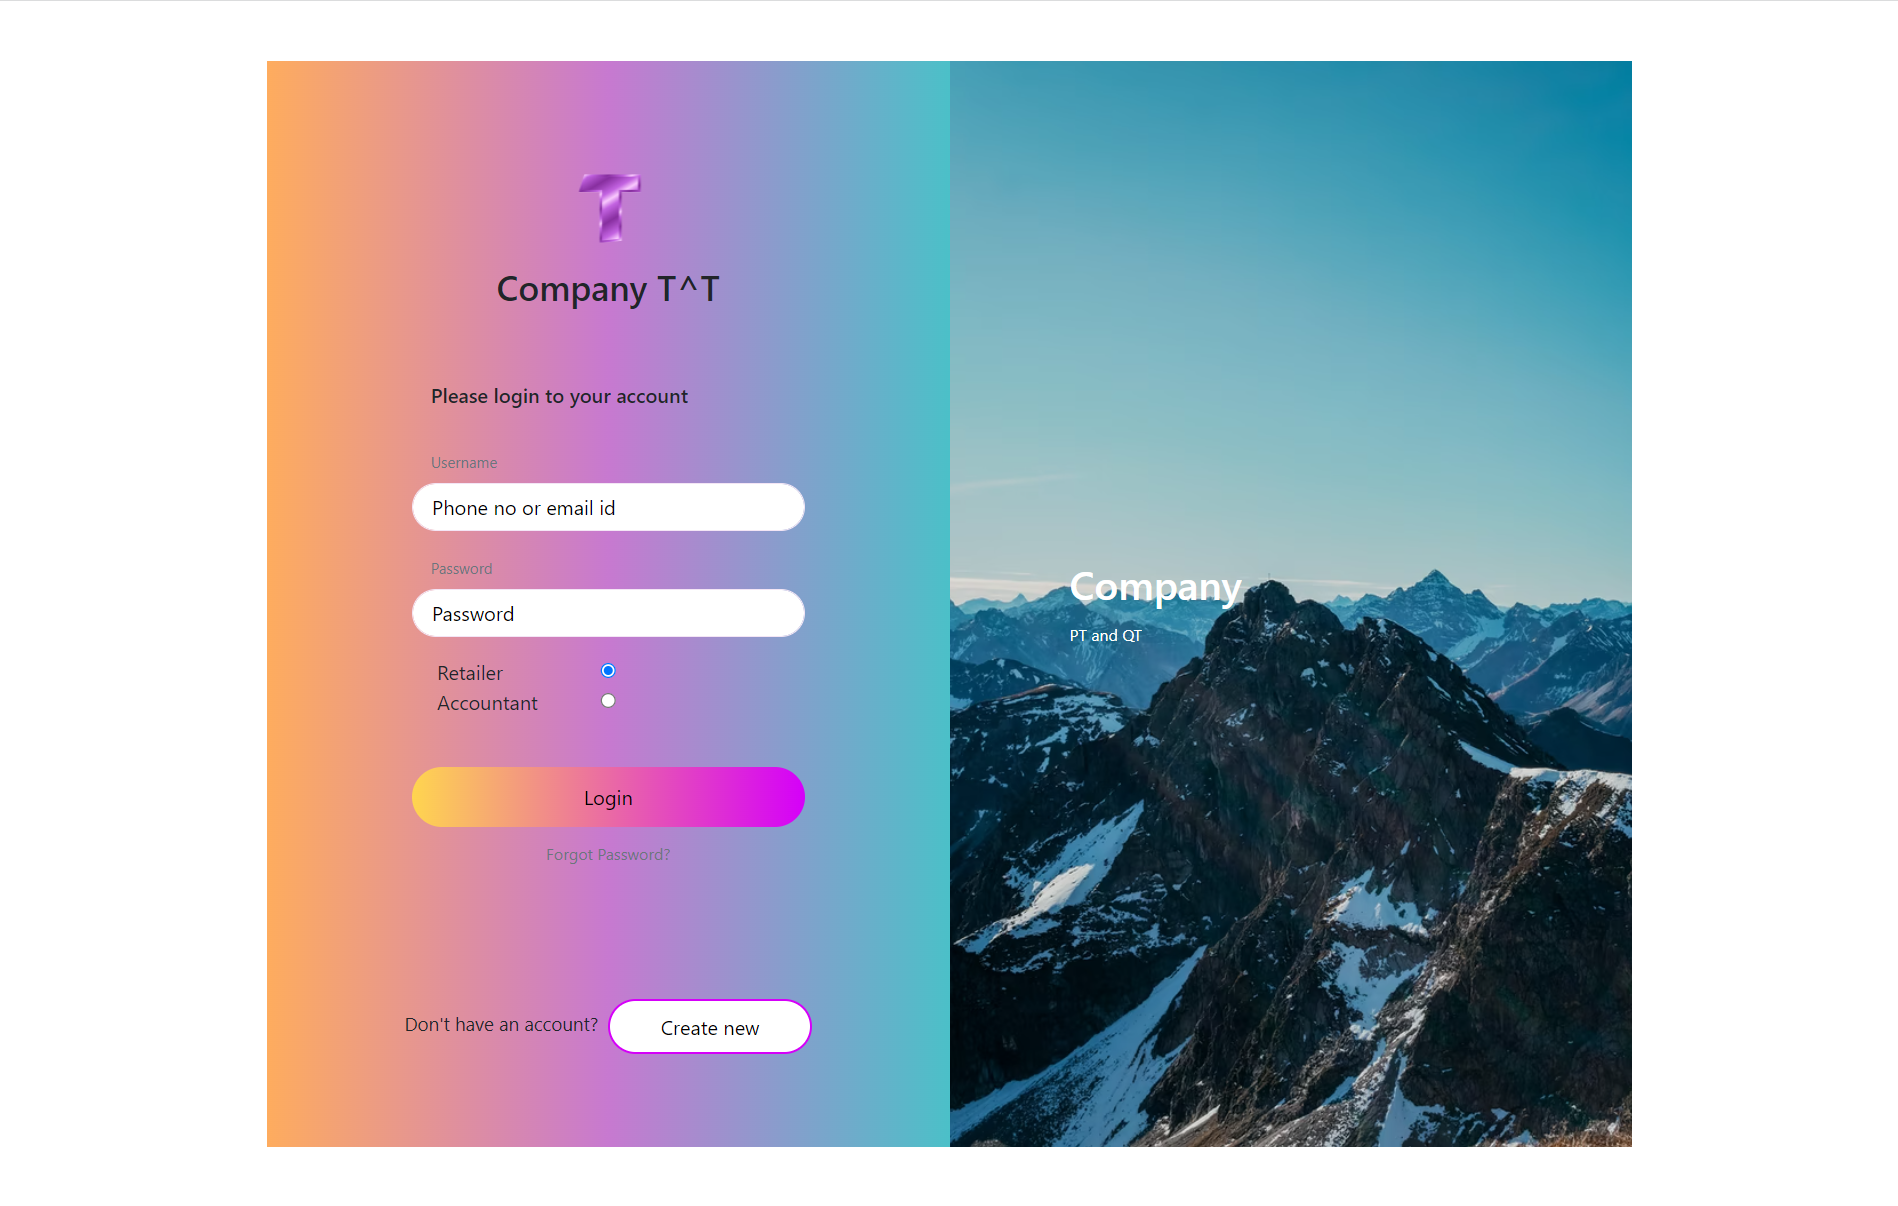 T
Company T^T
Please login to your account
Username
Phone no or email id
Password
Password
Retailer
Accountant
Login
Forgot Password?
Don't have an account? Create new
Company
PT and QT